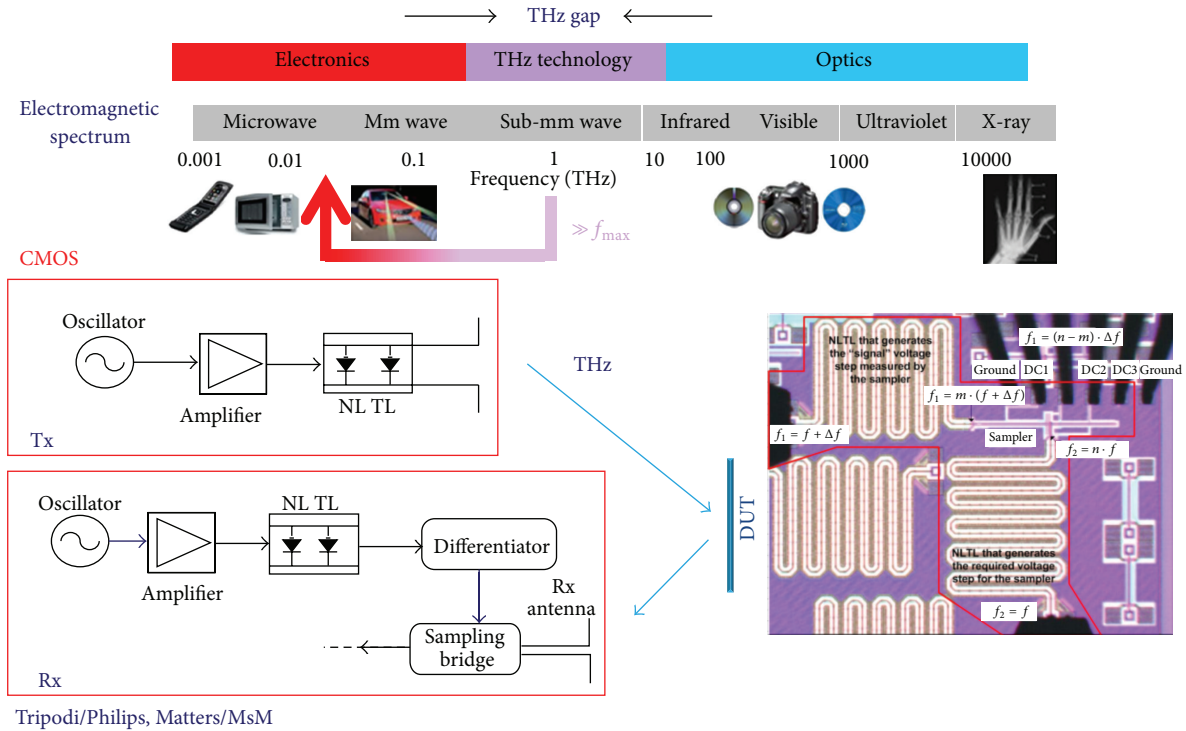 THz gap
Electronics
THz technology
Optics
Electromagnetic
spectrum
Microwave
Mm wave
Sub-mm wave
Infrared
Visible
Ultraviolet
X-ray
0.001
0.01
0.1
1
10
100
1000
10000
Frequency (THz)
≫ f_max
CMOS
Oscillator
Amplifier
NL TL
Tx
THz
DUT
Oscillator
Amplifier
NL TL
Differentiator
Rx
antenna
Sampling
bridge
Rx
Tripodi/Philips, Matters/MsM
NLTL that generates
the "signal" voltage
step measured by
the sampler
f₁ = (n − m) · Δf
Ground
DC1
DC2
DC3
Ground
f₁ = m · (f + Δf)
f₁ = f + Δf
Sampler
f₂ = n · f
NLTL that generates
the required voltage
step for the sampler
f₂ = f